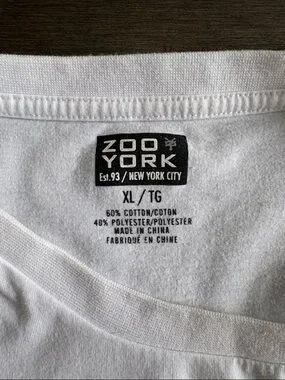 ZOO
YORK
Est.93/NEW YORK CITY
XL/TG
60% COTTON/COTON
40% POLYESTER/POLYESTER
MADE IN CHINA
FABRIQUÉ EN CHINE